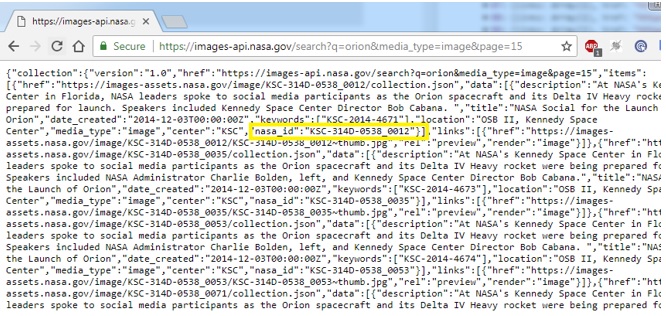 https://images-api.nasa.g
Secure https://images-api.nasa.gov/search?q=orion&media_type=image&page=15
ABP
{"collection":{"version":"1.0","href":"https://images-api.nasa.gov/search?q=orion&media_type=image&page=15","items":
[{"href":"https://images-assets.nasa.gov/image/KSC-314D-0538_0012/collection.json","data":[{"description":"At NASA's Kennedy Space
Center in Florida, NASA leaders spoke to social media participants as the Orion spacecraft and its Delta IV Heavy rocke
prepared for launch. Speakers included Kennedy Space Center Director Bob Cabana. ","title":"NASA Social for the Launch o
Orion","date_created":"2014-12-03T00:00:00Z","keywords":["KSC-2014-4671"],"location":"OSB II, Kennedy Space
Center","media_type":"image","center":"KSC","nasa_id":"KSC-314D-0538_0012"}],"links":[{"href":"https://images-
assets.nasa.gov/image/KSC-314D-0538_0012/KSC-314D-0538_0012~thumb.jpg","rel":"preview","render":"image"}]},{"href":"htt
assets.nasa.gov/image/KSC-314D-0538_0035/collection.json","data":[{"description":"At NASA's Kennedy Space Center in Flo
leaders spoke to social media participants as the Orion spacecraft and its Delta IV Heavy rocket were being prepared fo
Speakers included NASA Administrator Charlie Bolden, left, and Kennedy Space Center Director Bob Cabana. ","title":"NAS
the Launch of Orion","date_created":"2014-12-03T00:00:00Z","keywords":["KSC-2014-4673"],"location":"OSB II, Kennedy Spa
Center","media_type":"image","center":"KSC","nasa_id":"KSC-314D-0538_0035"}],"links":[{"href":"https://images-
assets.nasa.gov/image/KSC-314D-0538_0035/KSC-314D-0538_0035~thumb.jpg","rel":"preview","render":"image"}]},{"href":"htt
assets.nasa.gov/image/KSC-314D-0538_0053/collection.json","data":[{"description":"At NASA's Kennedy Space Center in Flo
leaders spoke to social media participants as the Orion spacecraft and its Delta IV Heavy rocket were being prepared fo
Speakers included NASA Administrator Charlie Bolden, left, and Kennedy Space Center Director Bob Cabana. ","title":"NAS
the Launch of Orion","date_created":"2014-12-03T00:00:00Z","keywords":["KSC-2014-4674"],"location":"OSB II, Kennedy Spa
Center","media_type":"image","center":"KSC","nasa_id":"KSC-314D-0538_0053"}],"links":[{"href":"https://images-
assets.nasa.gov/image/KSC-314D-0538_0053/KSC-314D-0538_0053~thumb.jpg","rel":"preview","render":"image"}]},{"href":"htt
assets.nasa.gov/image/KSC-314D-0538_0071/collection.json","data":[{"description":"At NASA's Kennedy Space Center in Flo
leaders spoke to social media participants as the Orion spacecraft and its Delta IV Heavy rocket were being prepared fo